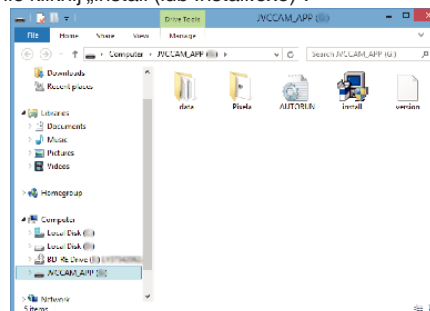 kliknij „install (lub install.exe)”.
Drive Tools
JVCCAM_APP
File Home Share View Manage
Computer JVCCAM_APP
Search JVCCAM_APP (G:)
Downloads
Recent places
Libraries
Documents
Music
Pictures
Videos
Homegroup
Computer
Local Disk
Local Disk
BD-RE Drive
JVCCAM_APP
Network
data
Pixela
AUTORUN
install
version
5 items